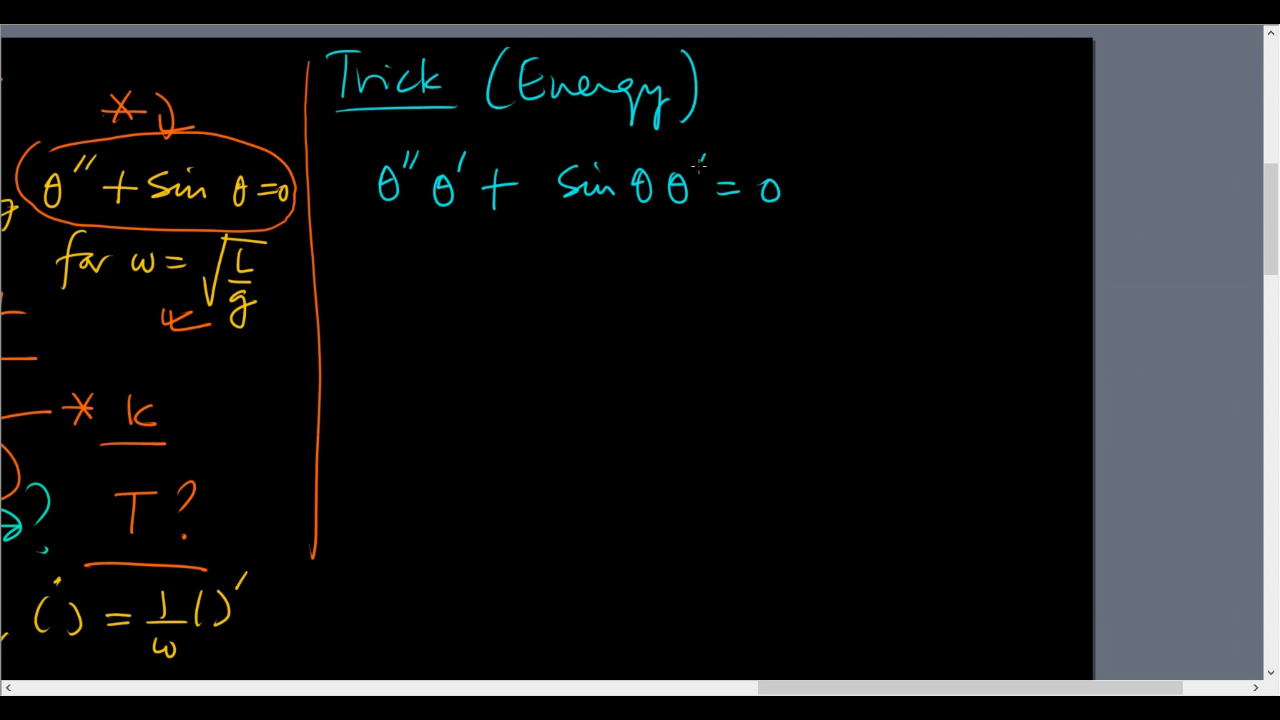 θ'' + sin θ = 0
for ω = √(L/g)
* k
T ?
(˙) = 1/ω ( )'
Trick (Energy)
θ'' θ' + sin θ θ' = 0